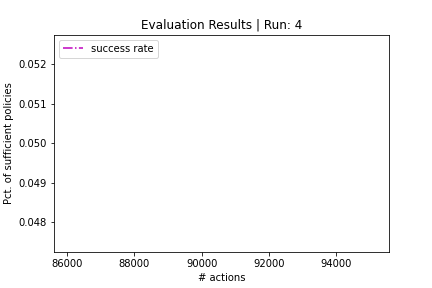 Evaluation Results | Run: 4
success rate
Pct. of sufficient policies
0.052
0.051
0.050
0.049
0.048
86000 88000 90000 92000 94000
# actions